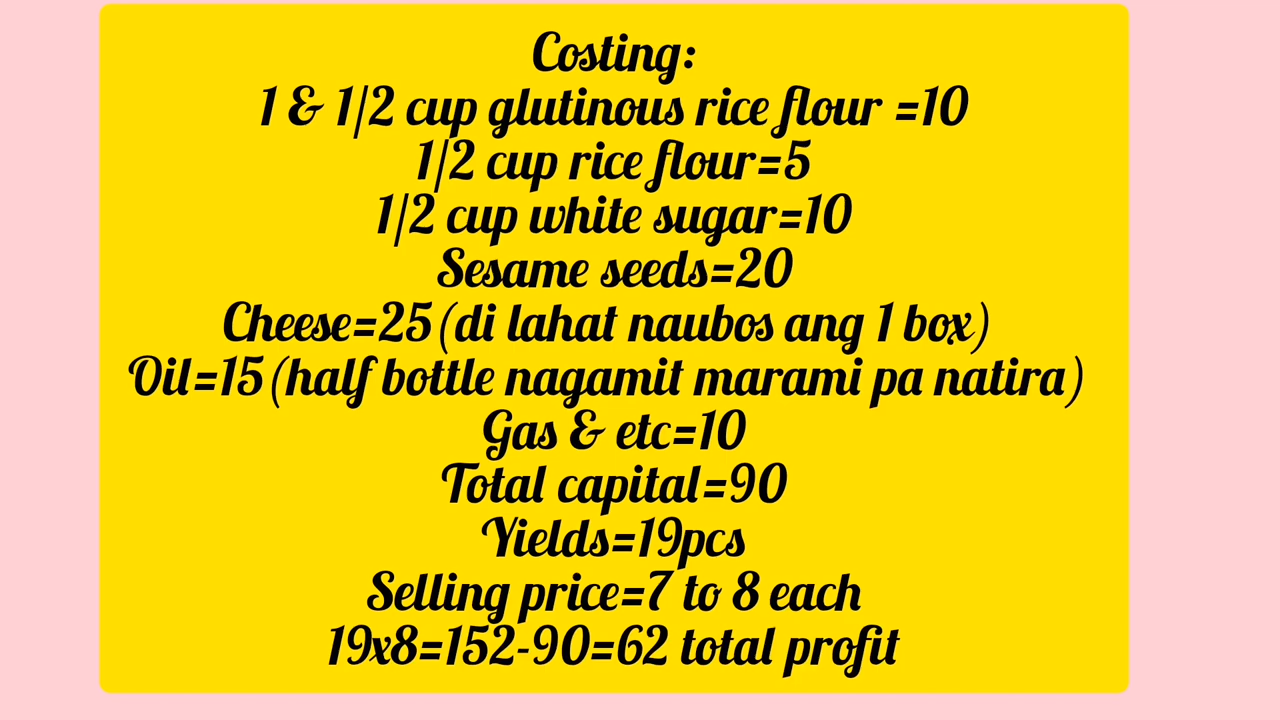 Costing:
1 & 1/2 cup glutinous rice flour =10
1/2 cup rice flour=5
1/2 cup white sugar=10
Sesame seeds=20
Cheese=25(di lahat naubos ang 1 box)
Oil=15(half bottle nagamit marami pa natira)
Gas & etc=10
Total capital=90
Yields=19pcs
Selling price=7 to 8 each
19x8=152-90=62 total profit